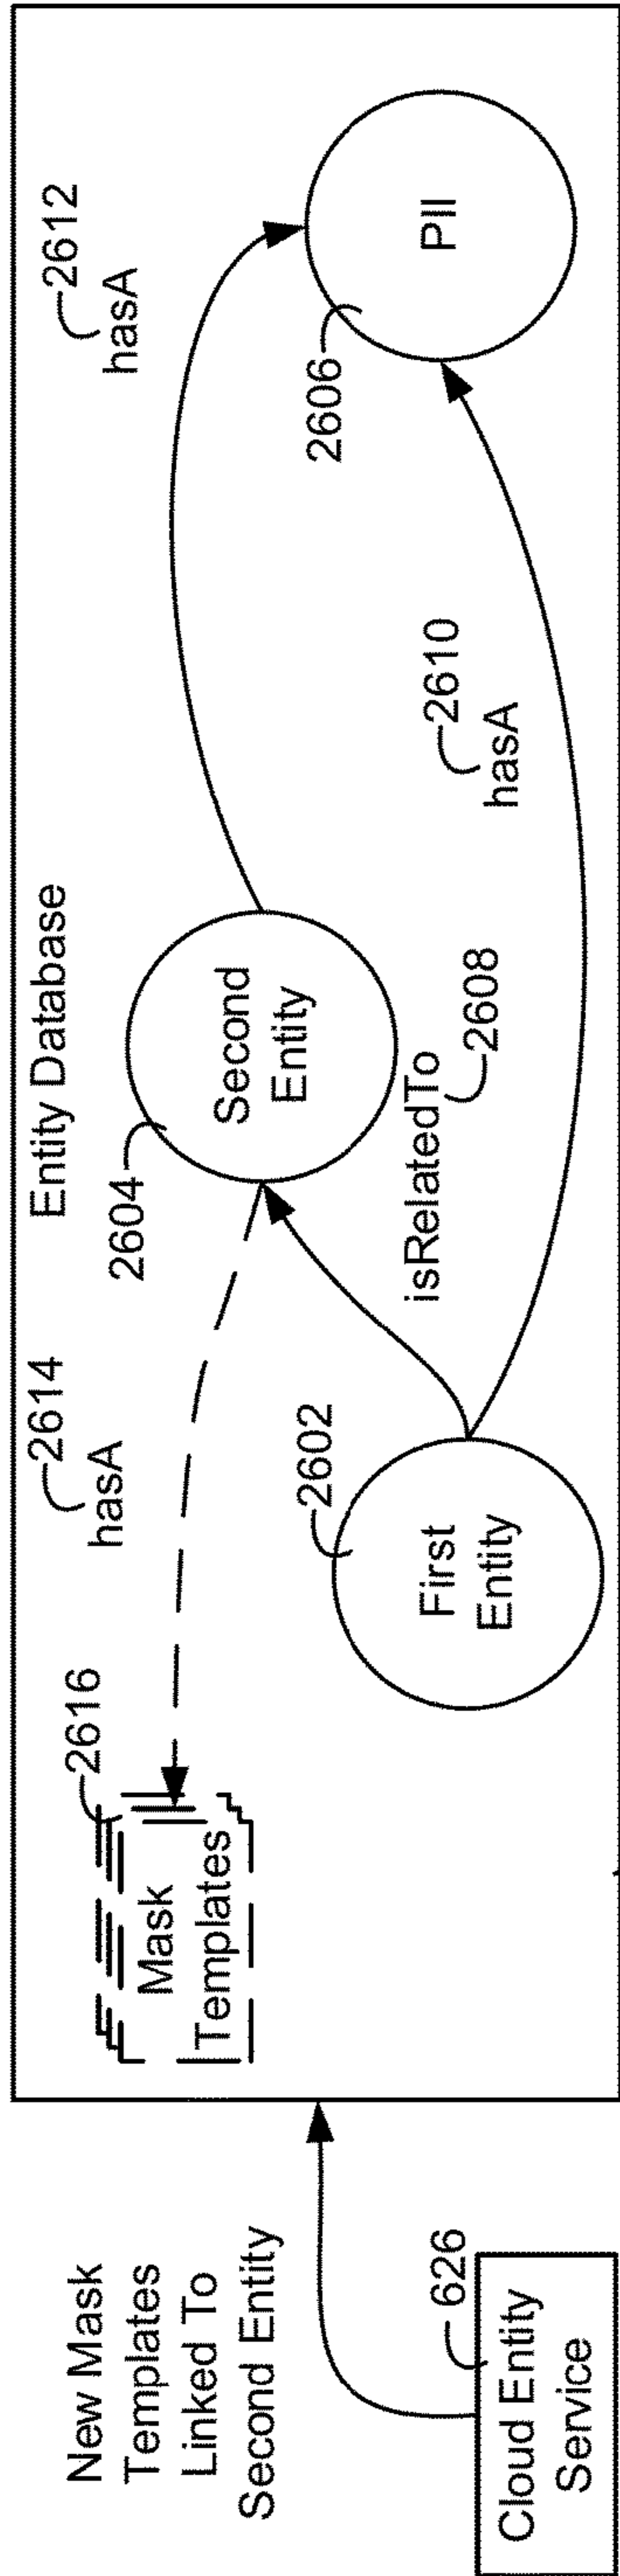 New Mask
Templates
Linked To
Second Entity
626
Cloud Entity
Service
Entity Database
2616
Mask
Templates
2614
hasA
2602
First
Entity
2604
Second
Entity
isRelatedTo
2608
2610
hasA
2612
hasA
2606
PII